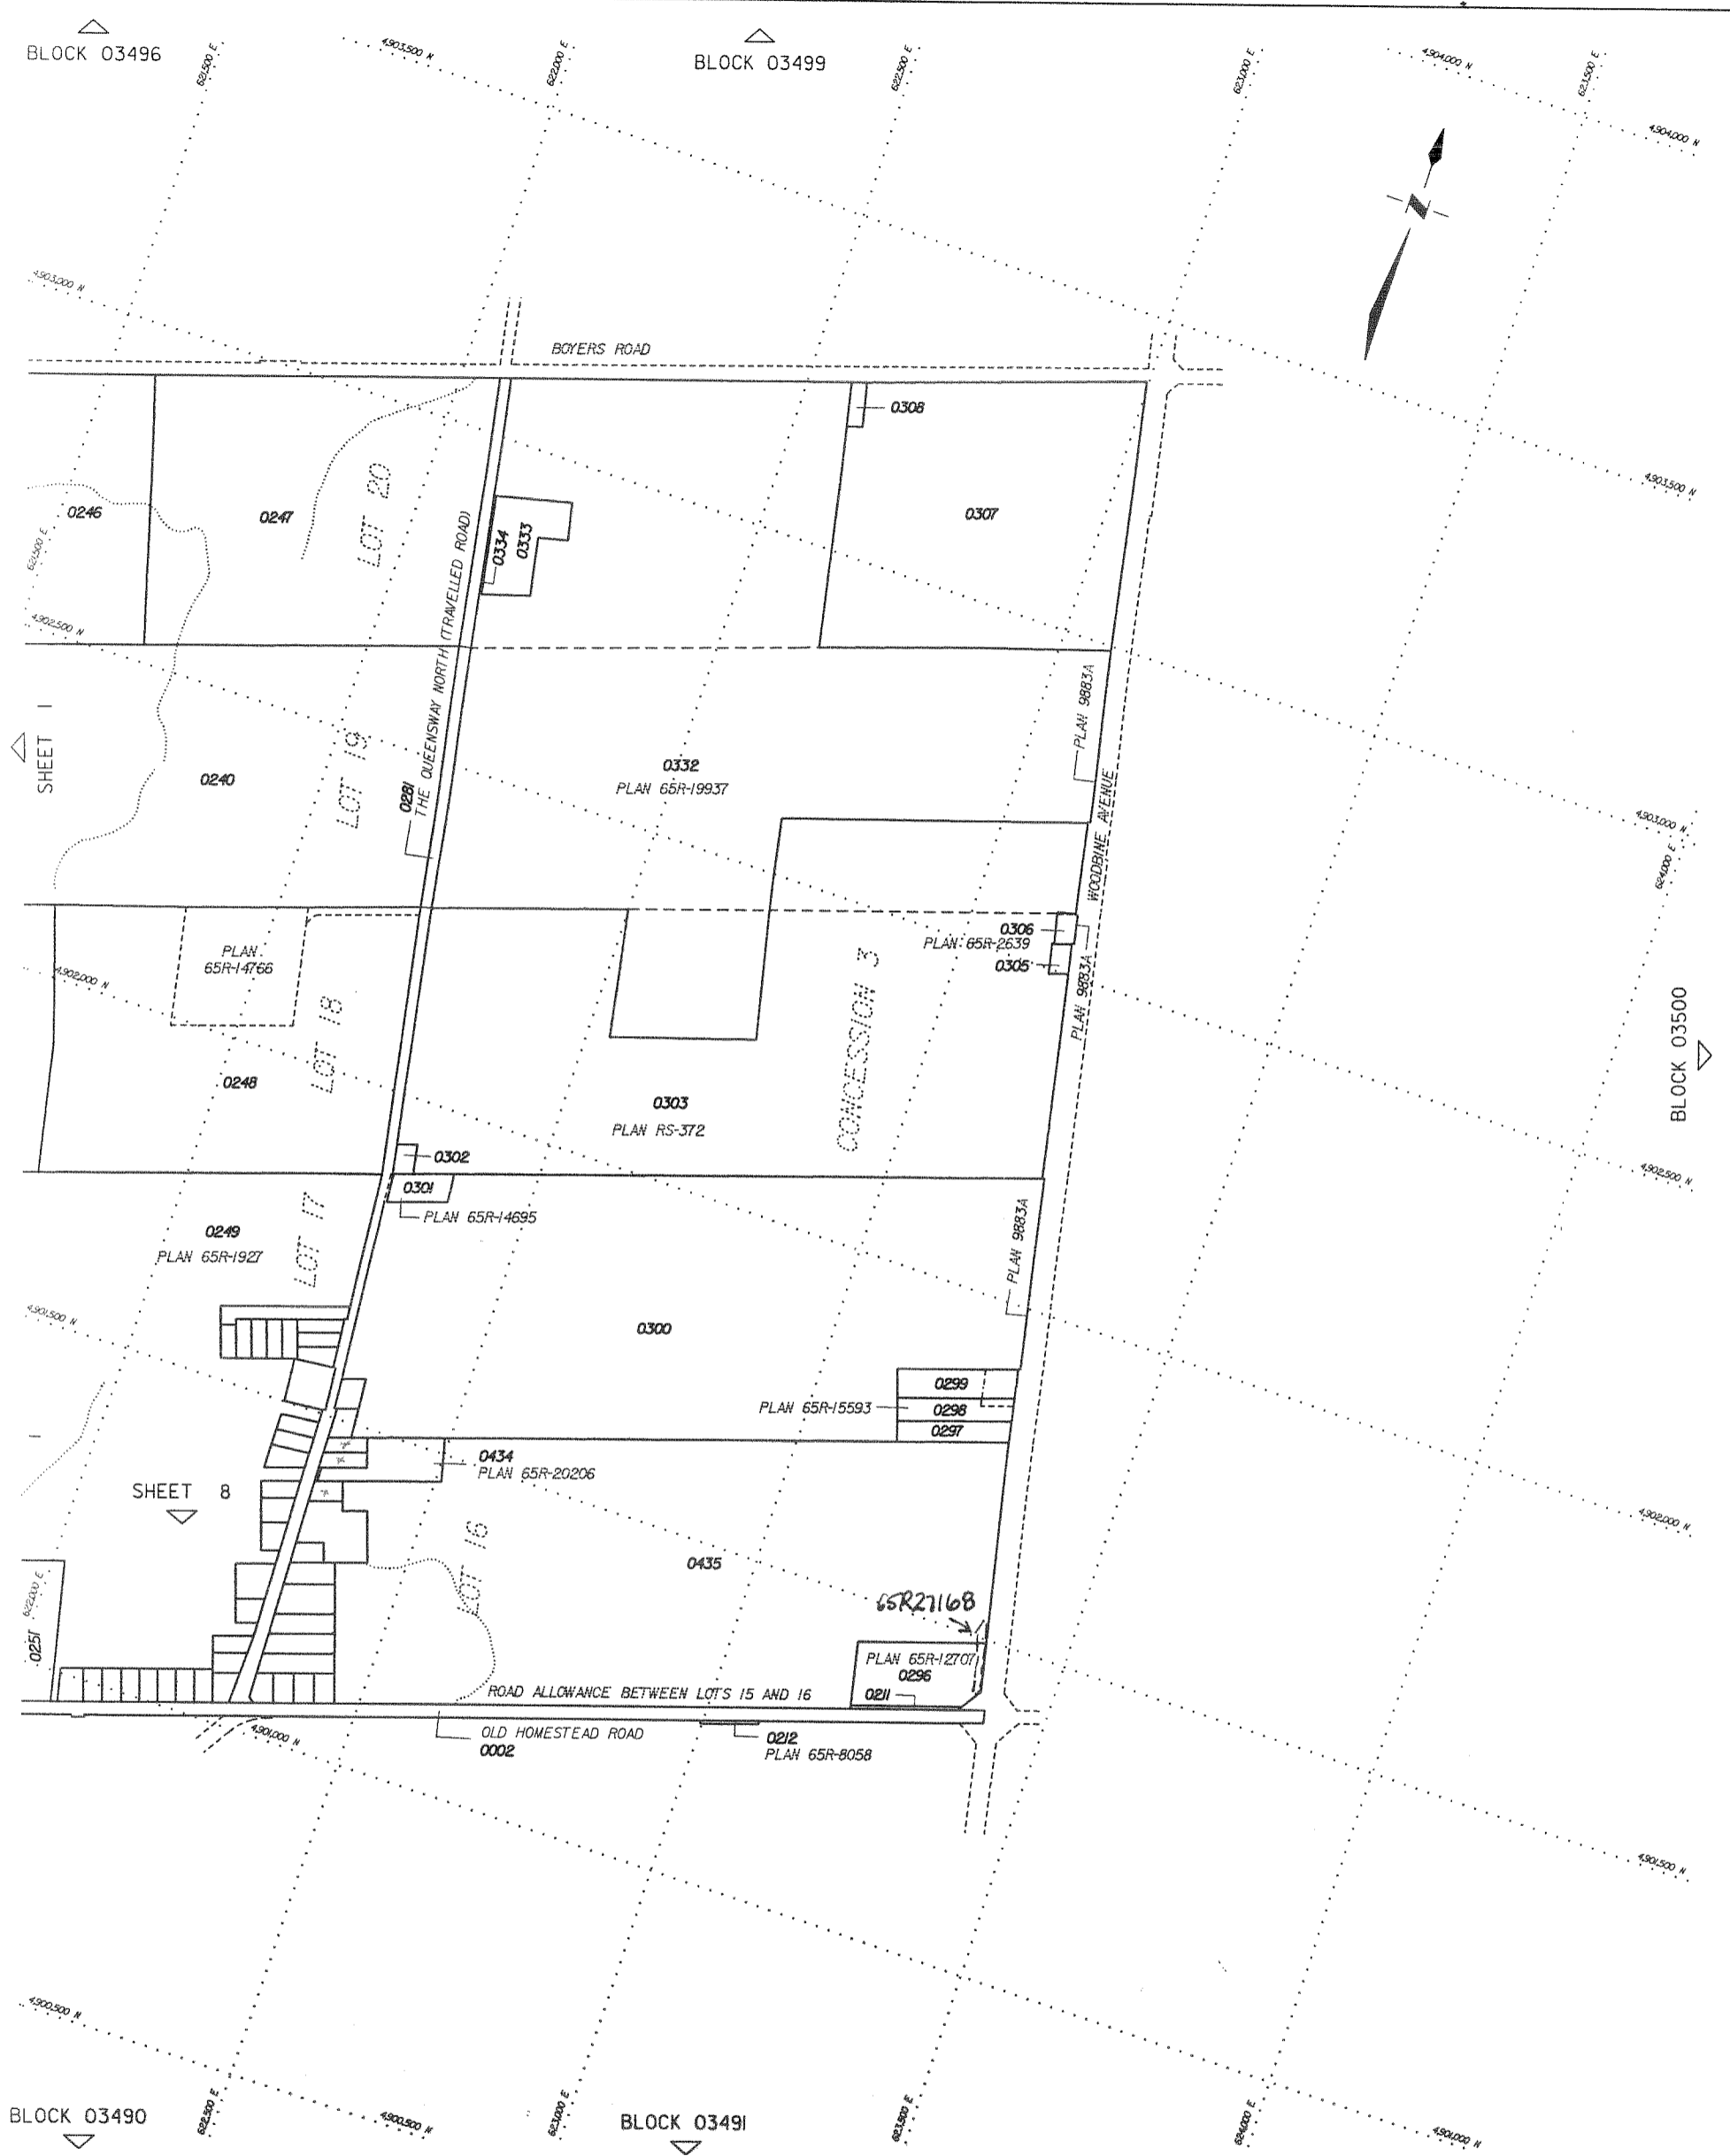 BLOCK 03496
BLOCK 03499
621,500 E
4,903,500 N
622,000 E
622,500 E
623,000 E
4,904,000 N
623,500 E
4,904,000 N
N
4,903,000 N
BOYERS ROAD
0308
0246
0247
LOT 20
0334
0333
0307
4,903,500 N
621,500 E
4,902,500 N
THE QUEENSWAY NORTH (TRAVELLED ROAD)
PLAN 9883A
SHEET 1
0240
LOT 19
0281
0332
PLAN 65R-19937
WOODBINE AVENUE
4,903,000 N
624,000 E
PLAN
65R-14766
0306
PLAN 65R-2639
0305
4,902,000 N
PLAN 9883A
LOT 18
CONCESSION 3
BLOCK 03500
0248
0303
PLAN RS-372
0302
0301
PLAN 65R-14695
4,902,500 N
LOT 17
0249
PLAN 65R-1927
PLAN 9883A
4,901,500 N
0300
0299
PLAN 65R-15593
0298
0297
0434
PLAN 65R-20206
SHEET 8
4,902,000 N
LOT 16
0435
622,000 E
0251
65R27168
PLAN 65R-12707
0296
0211
ROAD ALLOWANCE BETWEEN LOTS 15 AND 16
OLD HOMESTEAD ROAD
0002
4,901,000 N
0212
PLAN 65R-8058
4,901,500 N
4,900,500 N
BLOCK 03490
622,500 E
4,900,500 N
623,000 E
BLOCK 03491
623,500 E
624,000 E
4,901,000 N